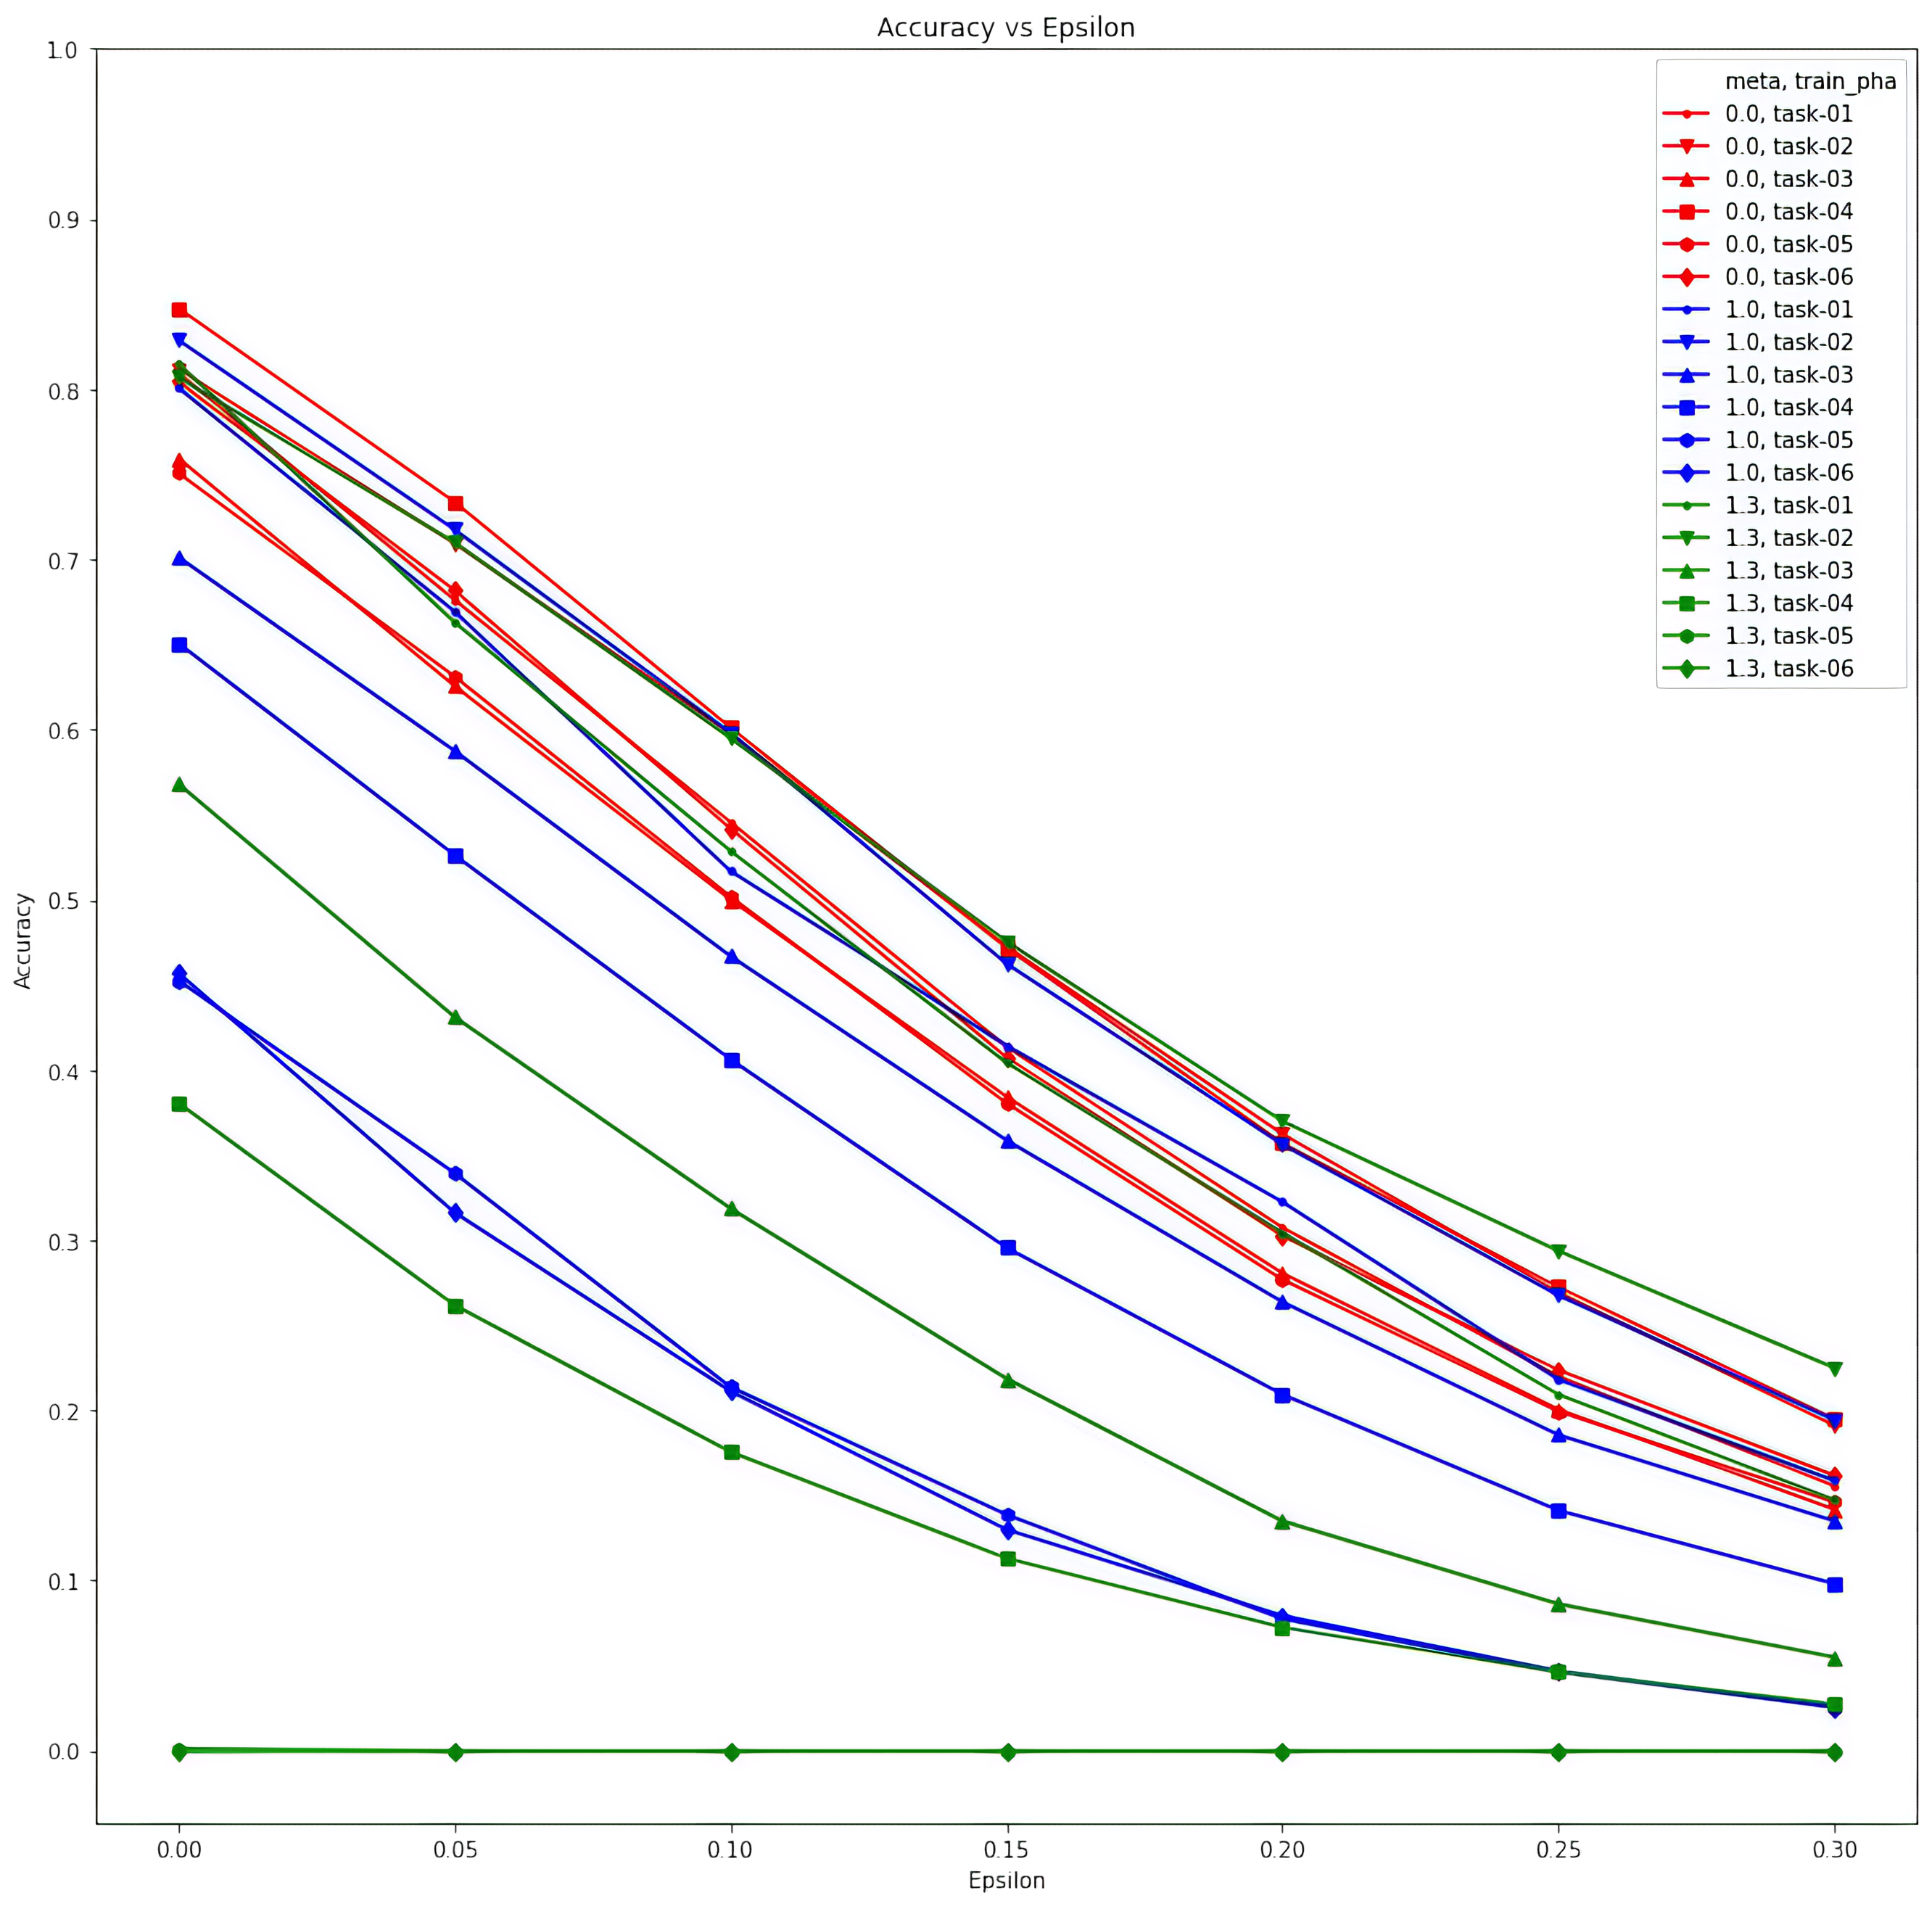 Accuracy vs Epsilon
1.0
0.9
0.8
0.7
0.6
0.5
0.4
0.3
0.2
0.1
0.0
Accuracy
0.00 0.05 0.10 0.15 0.20 0.25 0.30
Epsilon
meta, train_pha
0.0, task-01
0.0, task-02
0.0, task-03
0.0, task-04
0.0, task-05
0.0, task-06
1.0, task-01
1.0, task-02
1.0, task-03
1.0, task-04
1.0, task-05
1.0, task-06
1.3, task-01
1.3, task-02
1.3, task-03
1.3, task-04
1.3, task-05
1.3, task-06